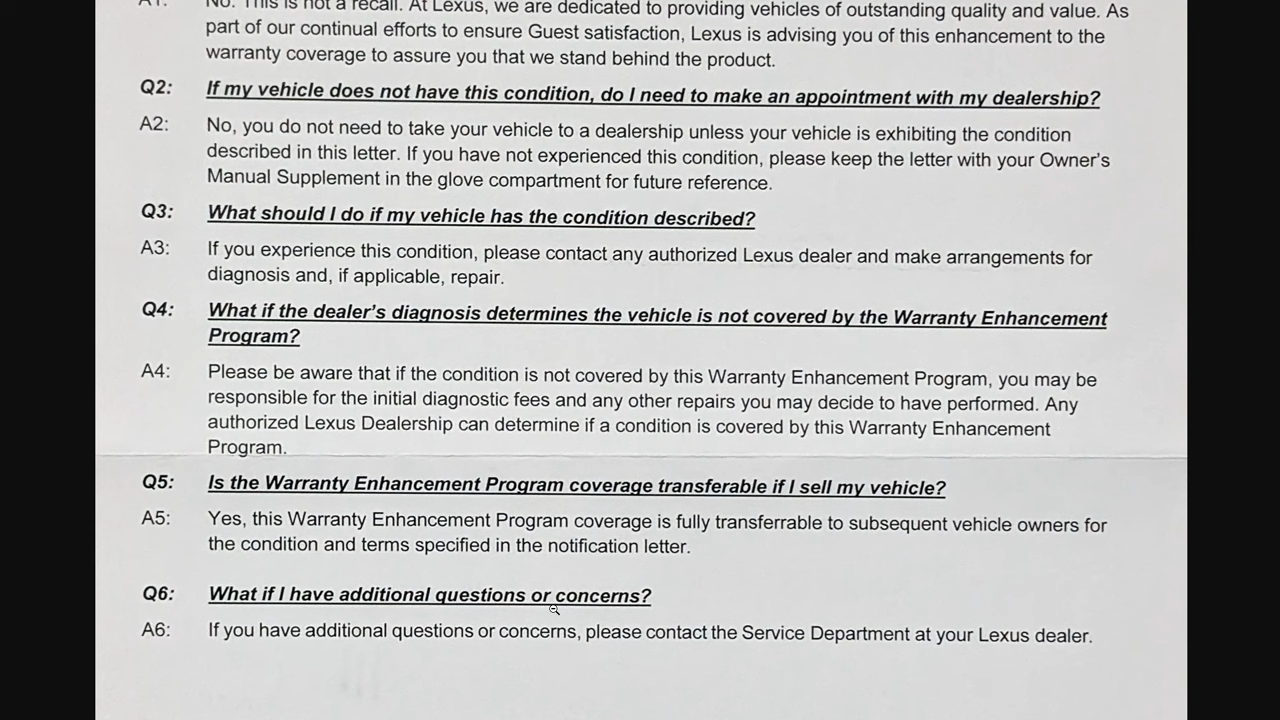 A1: No. This is not a recall. At Lexus, we are dedicated to providing vehicles of outstanding quality and value. As
part of our continual efforts to ensure Guest satisfaction, Lexus is advising you of this enhancement to the
warranty coverage to assure you that we stand behind the product.
Q2: If my vehicle does not have this condition, do I need to make an appointment with my dealership?
A2: No, you do not need to take your vehicle to a dealership unless your vehicle is exhibiting the condition
described in this letter. If you have not experienced this condition, please keep the letter with your Owner's
Manual Supplement in the glove compartment for future reference.
Q3: What should I do if my vehicle has the condition described?
A3: If you experience this condition, please contact any authorized Lexus dealer and make arrangements for
diagnosis and, if applicable, repair.
Q4: What if the dealer's diagnosis determines the vehicle is not covered by the Warranty Enhancement
Program?
A4: Please be aware that if the condition is not covered by this Warranty Enhancement Program, you may be
responsible for the initial diagnostic fees and any other repairs you may decide to have performed. Any
authorized Lexus Dealership can determine if a condition is covered by this Warranty Enhancement
Program.
Q5: Is the Warranty Enhancement Program coverage transferable if I sell my vehicle?
A5: Yes, this Warranty Enhancement Program coverage is fully transferrable to subsequent vehicle owners for
the condition and terms specified in the notification letter.
Q6: What if I have additional questions or concerns?
A6: If you have additional questions or concerns, please contact the Service Department at your Lexus dealer.